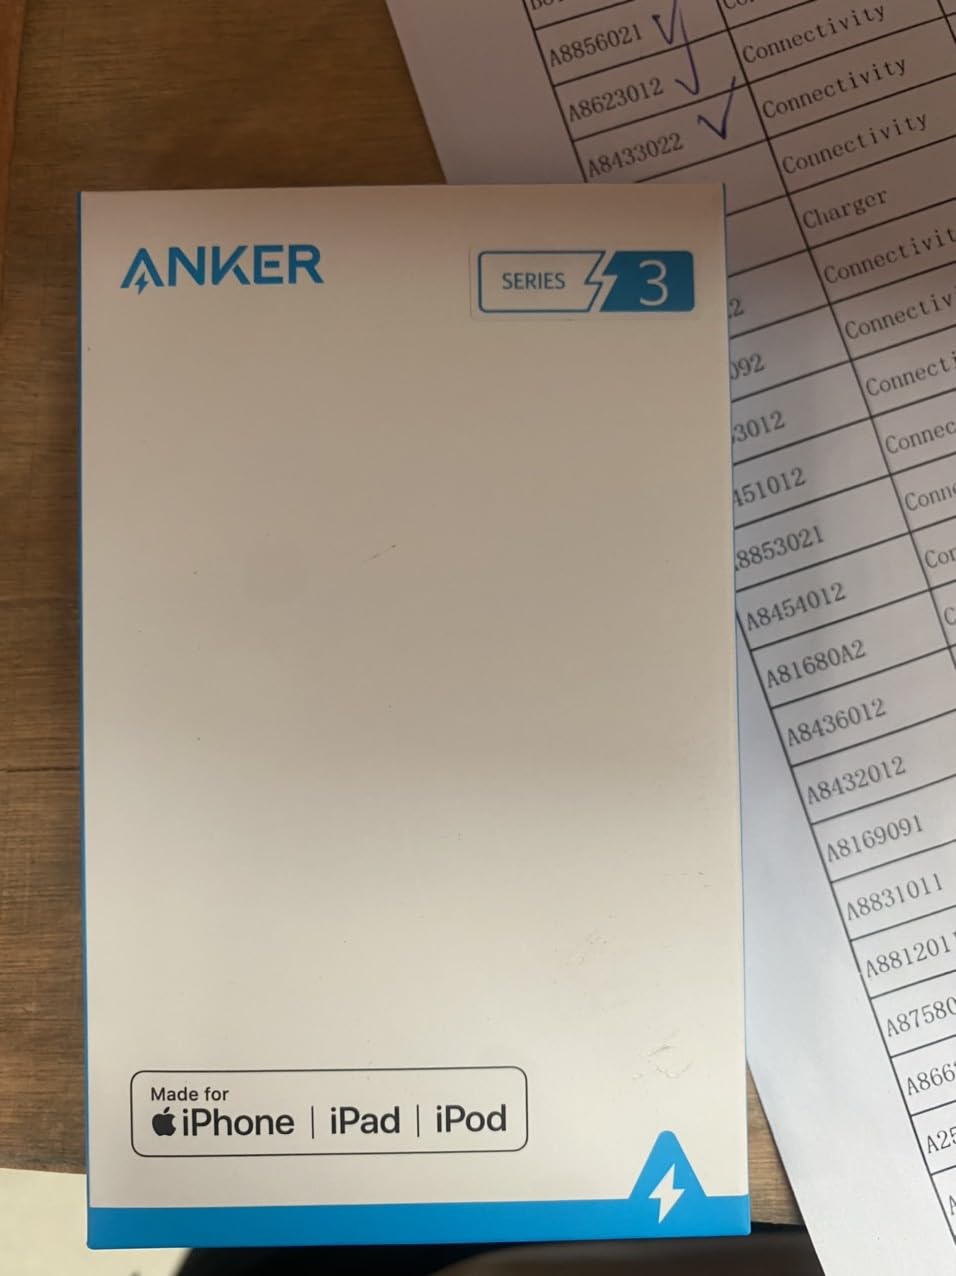 A8856021
Connectivity
A8623012
Connectivity
A8433022
Connectivity
Charger
ANKER
SERIES 3
Made for
iPhone | iPad | iPod
A8454012
A81680A2
A8436012
A8432012
A8169091
A8831011